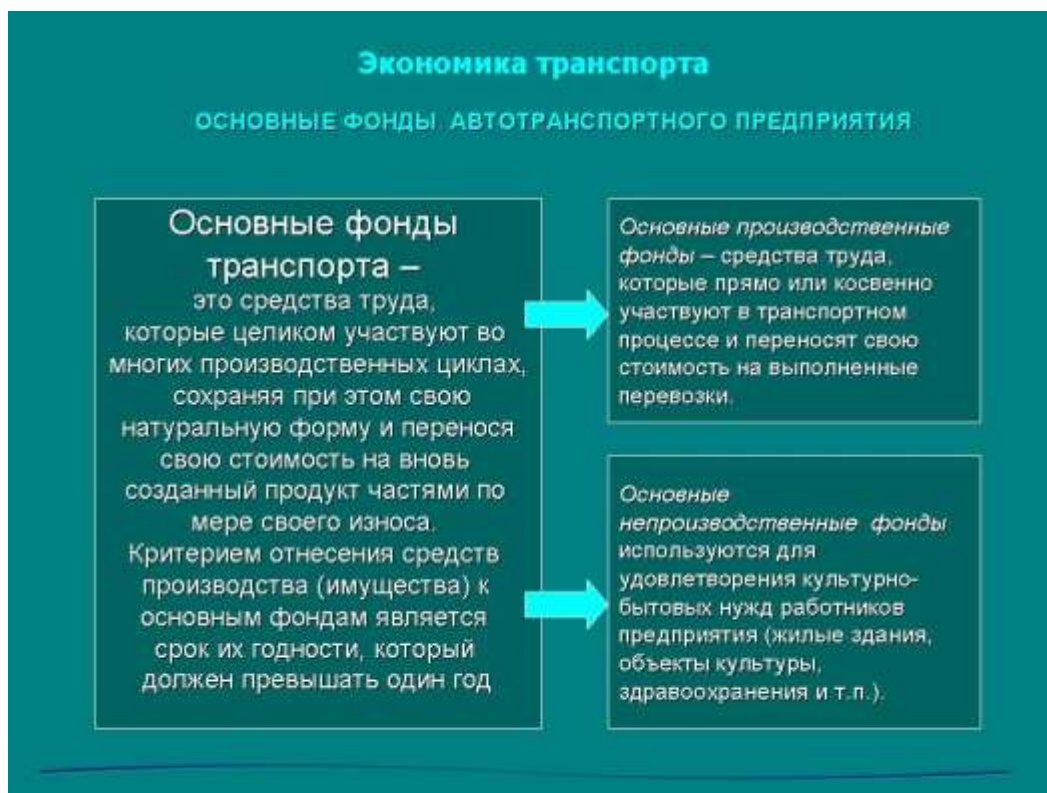 Экономика транспорта
ОСНОВНЫЕ ФОНДЫ АВТОТРАНСПОРТНОГО ПРЕДПРИЯТИЯ
Основные фонды
транспорта –
это средства труда,
которые целиком участвуют во
многих производственных циклах,
сохраняя при этом свою
натуральную форму и перенося
свою стоимость на вновь
созданный продукт частями по
мере своего износа.
Критерием отнесения средств
производства (имущества) к
основным фондам является
срок их годности, который
должен превышать один год
Основные производственные
фонды – средства труда,
которые прямо или косвенно
участвуют в транспортном
процессе и переносят свою
стоимость на выполненные
перевозки.
Основные
непроизводственные фонды
используются для
удовлетворения культурно-
бытовых нужд работников
предприятия (жилые здания,
объекты культуры,
здравоохранения и т.п.).